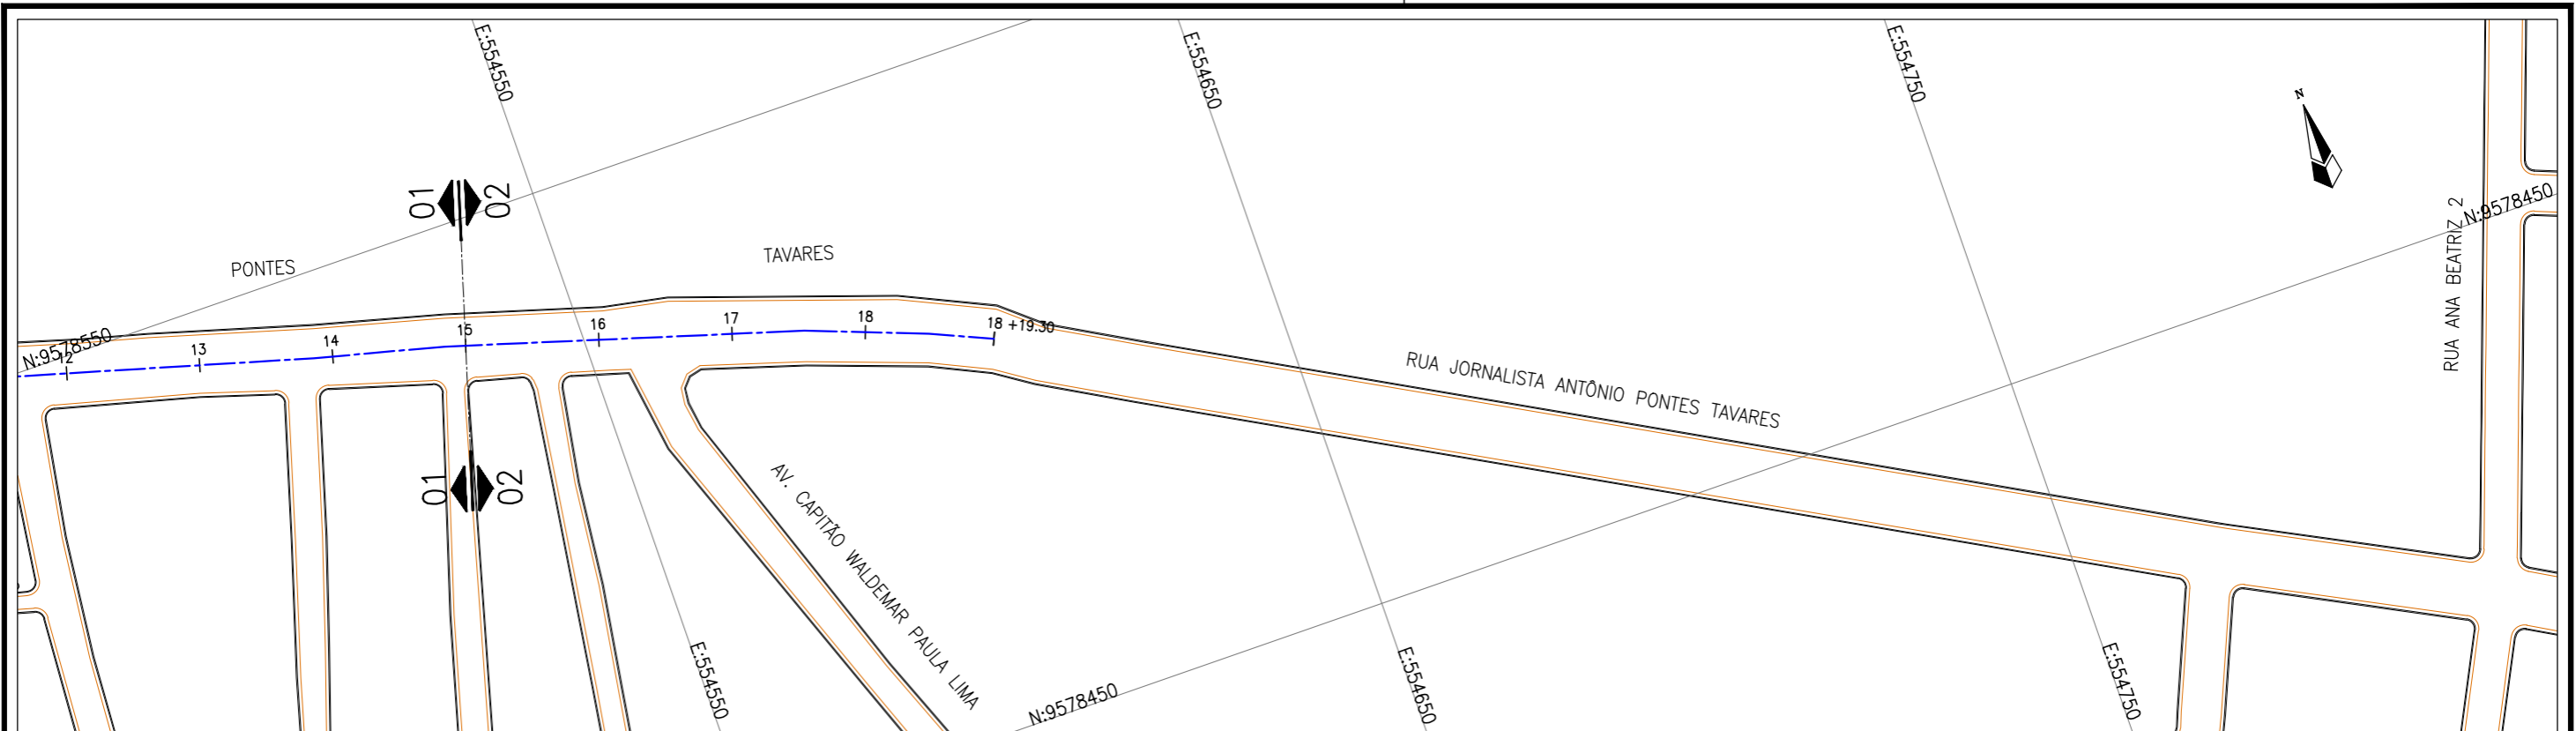 E:554550
E:554650
E:554750
N
01
02
N:9578450
RUA ANA BEATRIZ 2
PONTES
TAVARES
N:9578550
12
13
14
15
16
17
18
18 +19.30
RUA JORNALISTA ANTÔNIO PONTES TAVARES
01
02
AV. CAPITÃO WALDEMAR PAULA LIMA
E:554550
N:9578450
E:554650
E:554750